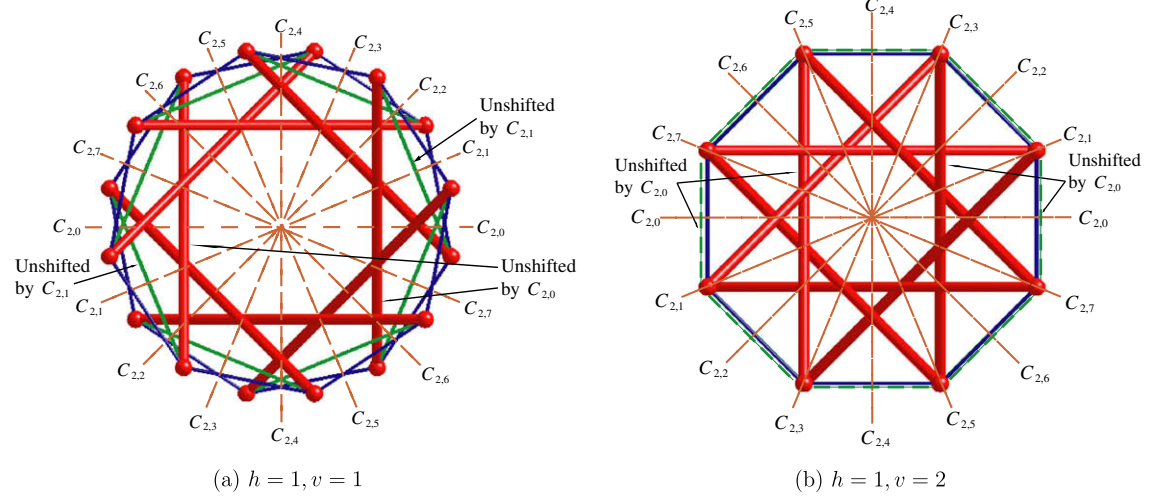 C2,4
C2,5
C2,3
C2,6
C2,2
Unshifted
by C2,1
C2,7
C2,1
C2,0
C2,0
Unshifted
by C2,1
Unshifted
by C2,0
C2,1
C2,7
C2,2
C2,6
C2,3
C2,5
C2,4
(a) h = 1, v = 1
C2,4
C2,5
C2,3
C2,6
C2,2
C2,7
C2,1
Unshifted
by C2,0
Unshifted
by C2,0
C2,0
C2,0
C2,1
C2,7
C2,2
C2,6
C2,3
C2,5
C2,4
(b) h = 1, v = 2